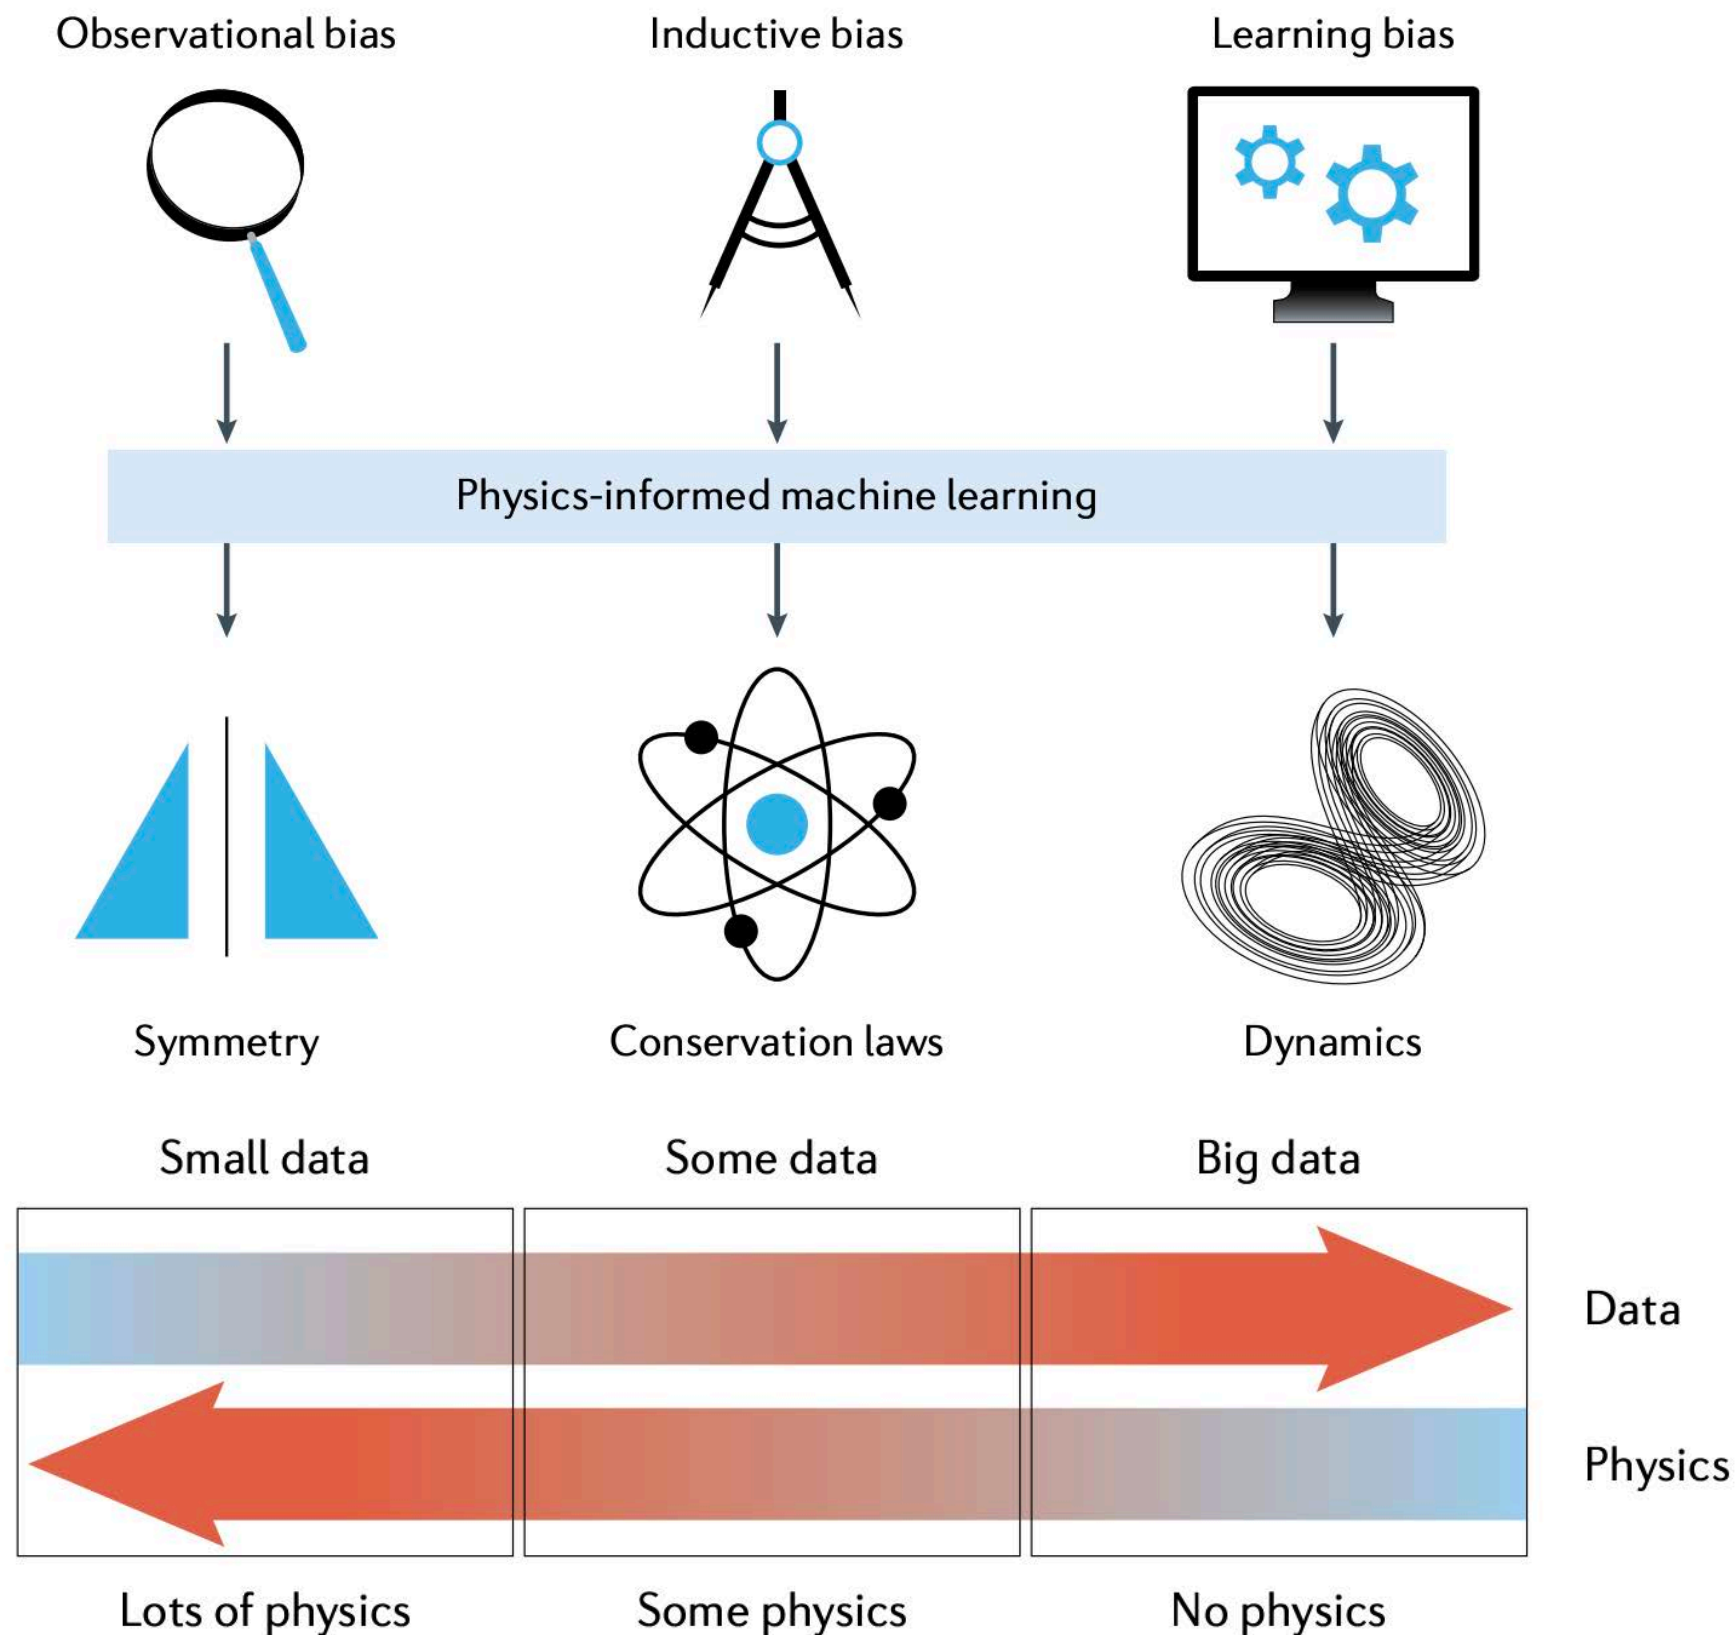 Observational bias
Inductive bias
Learning bias
Physics-informed machine learning
Symmetry
Conservation laws
Dynamics
Small data
Some data
Big data
Data
Physics
Lots of physics
Some physics
No physics